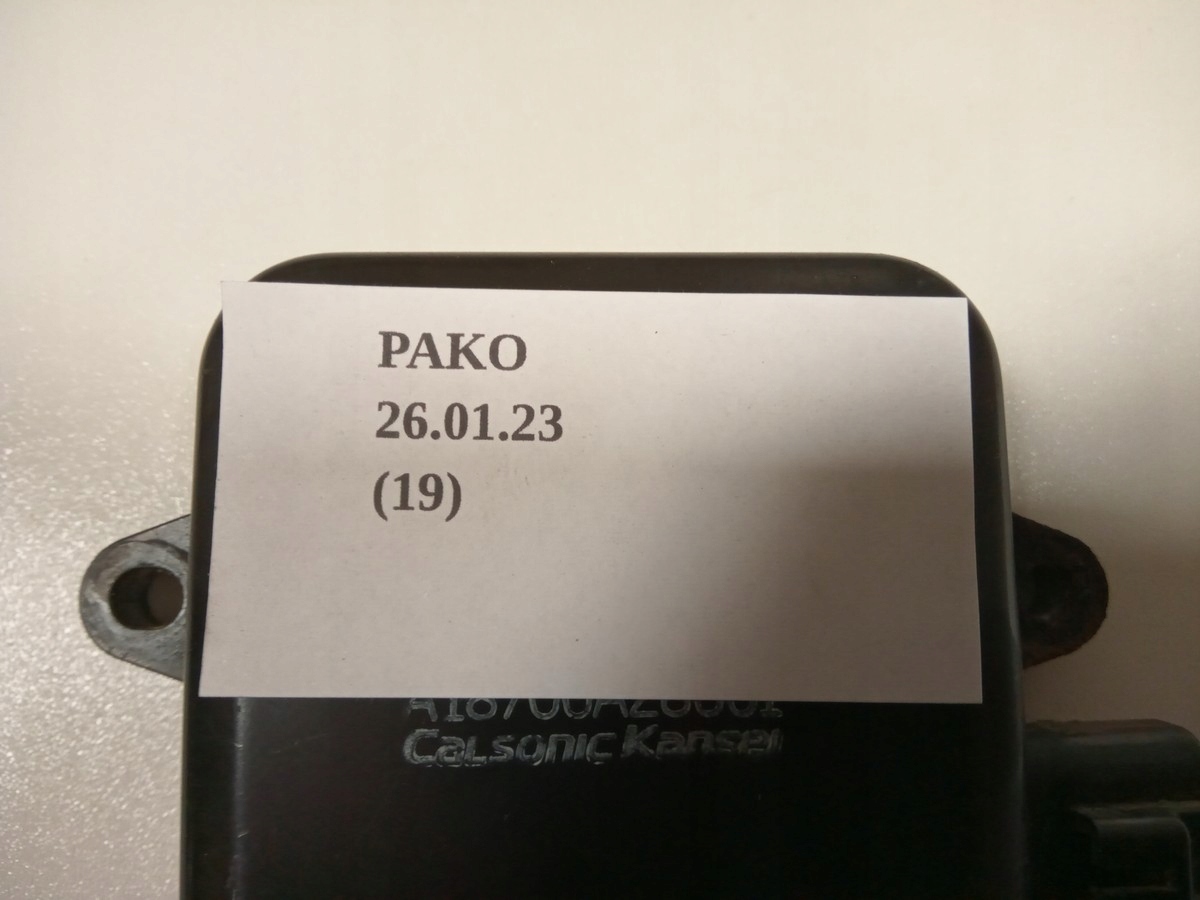 PAKO
26.01.23
(19)
Calsonic Kansei